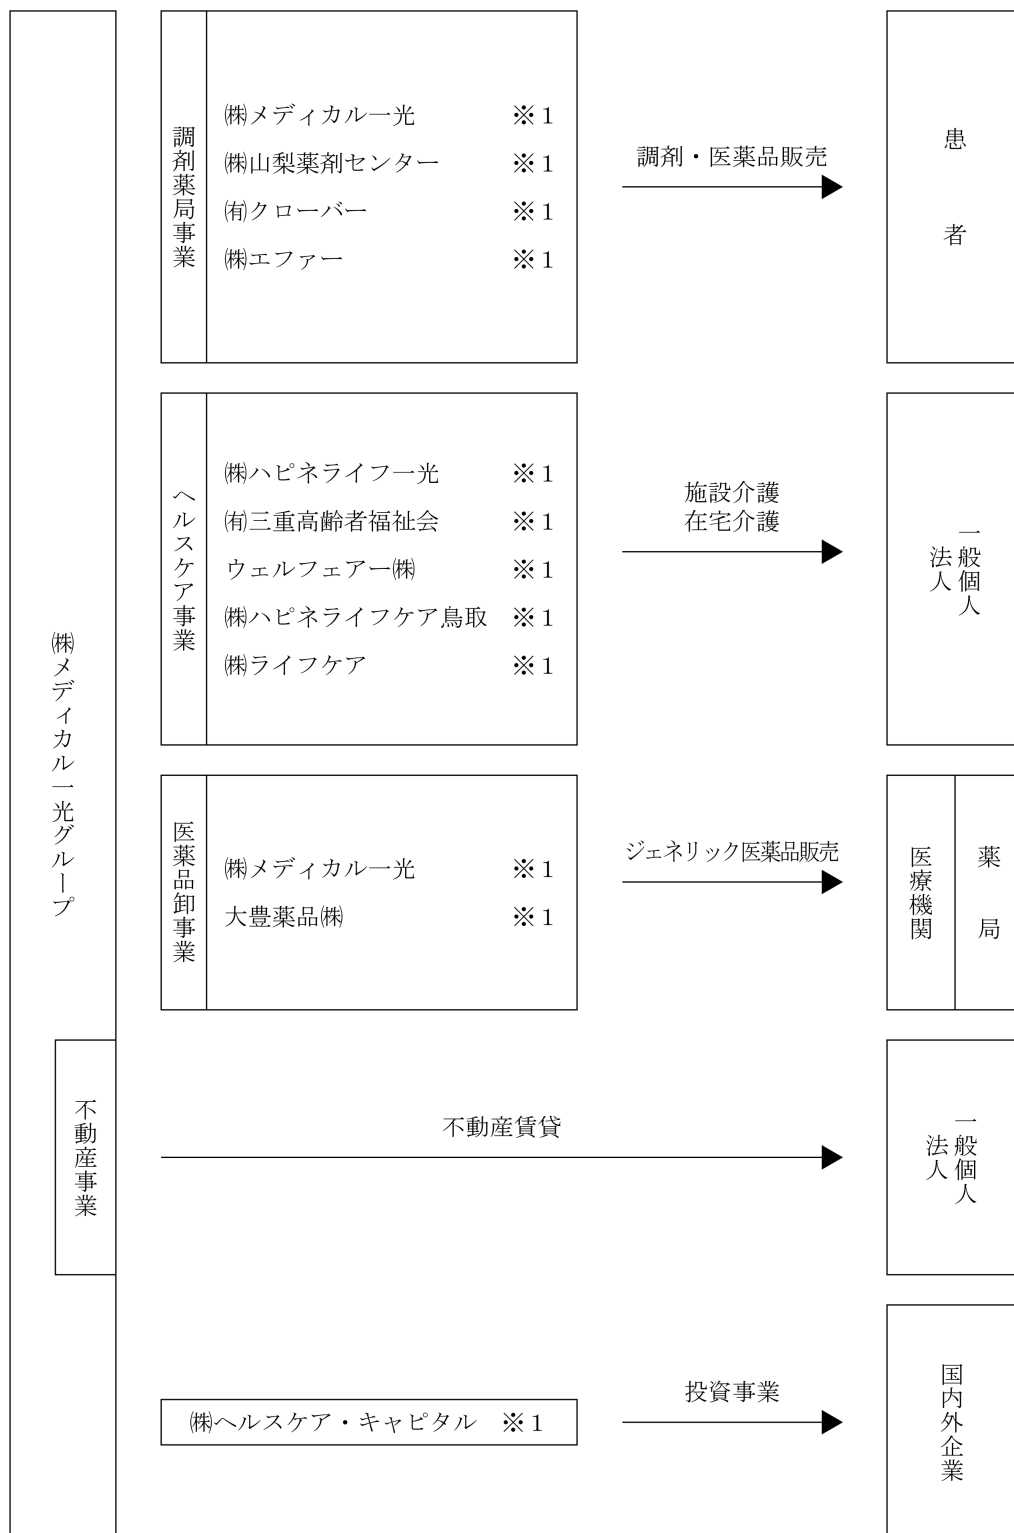 ㈱メディカル一光グループ
調剤薬局事業
㈱メディカル一光 ※1
㈱山梨薬剤センター ※1
㈲クローバー ※1
㈱エファー ※1
調剤・医薬品販売
患者
ヘルスケア事業
㈱ハピネライフ一光 ※1
㈲三重高齢者福祉会 ※1
ウェルフェアー㈱ ※1
㈱ハピネライフケア鳥取 ※1
㈱ライフケア ※1
施設介護
在宅介護
一般個人
法人
医薬品卸事業
㈱メディカル一光 ※1
大豊薬品㈱ ※1
ジェネリック医薬品販売
薬局
医療機関
不動産事業
不動産賃貸
一般個人
法人
㈱ヘルスケア・キャピタル ※1
投資事業
国内外企業